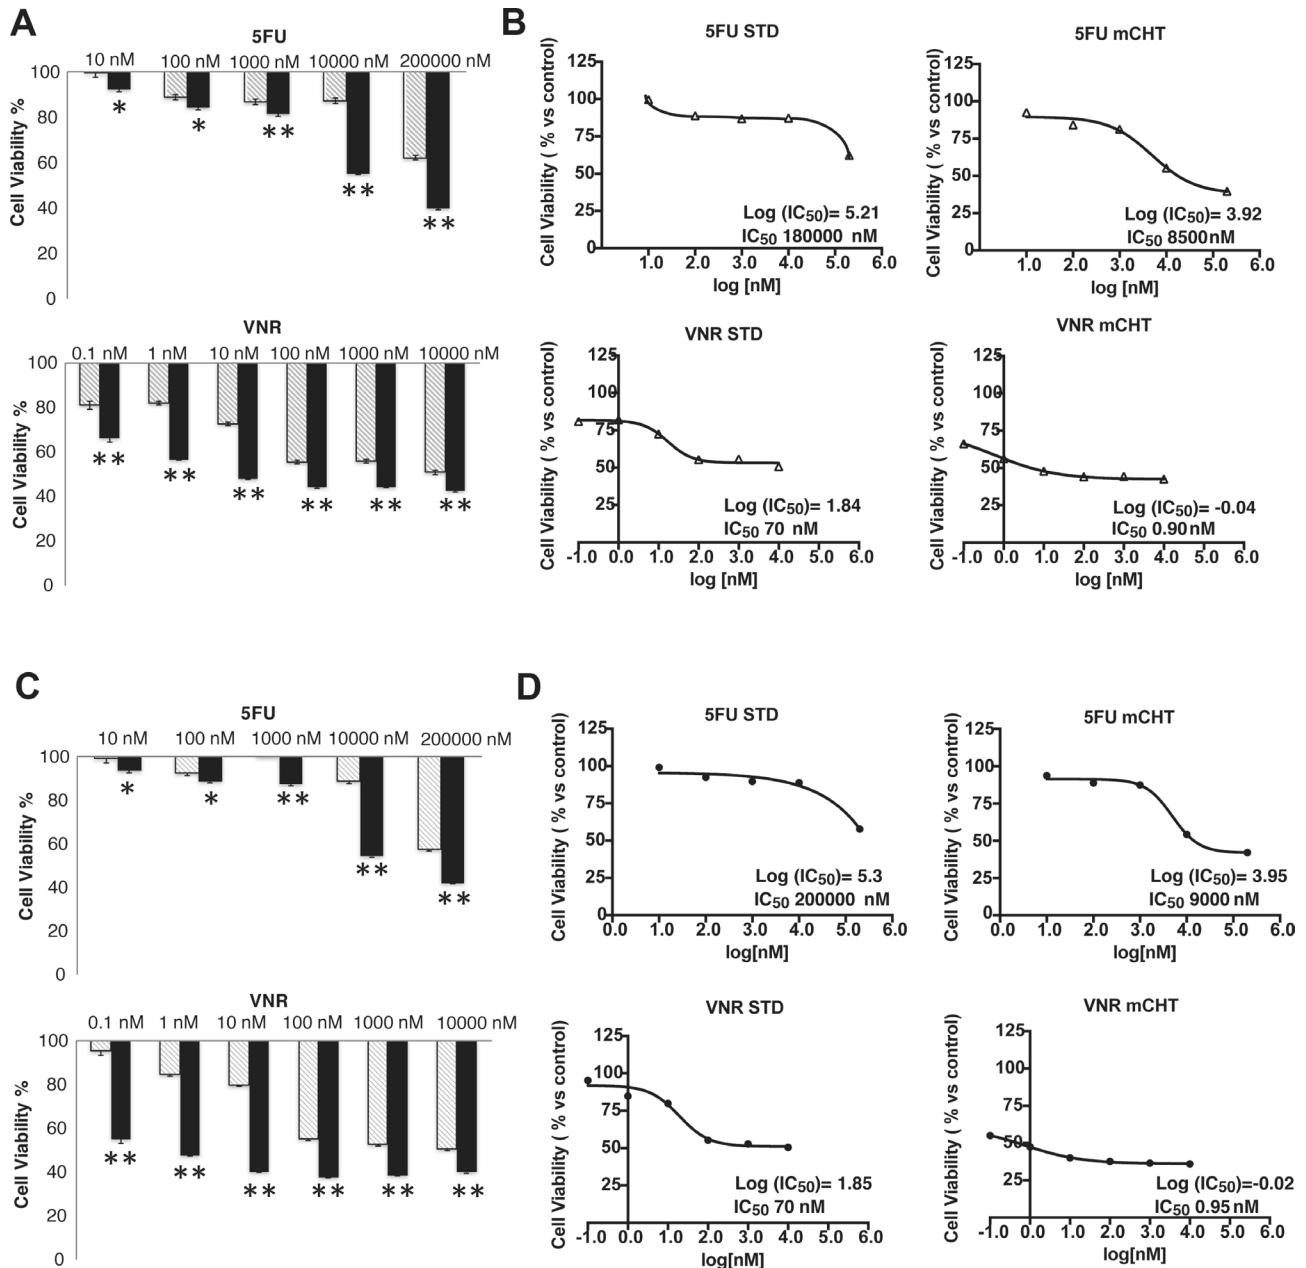 A
5FU
10 nM 100 nM 1000 nM 10000 nM 200000 nM
Cell Viability %
100
80
60
40
20
0
* * ** ** **
VNR
0.1 nM 1 nM 10 nM 100 nM 1000 nM 10000 nM
Cell Viability %
100
80
60
40
20
0
** ** ** ** ** **
B
5FU STD
Cell Viability ( % vs control)
125
100
75
50
25
0
Log (IC50)= 5.21
IC50 180000 nM
1.0 2.0 3.0 4.0 5.0 6.0
log [nM]
5FU mCHT
Cell Viability ( % vs control)
125
100
75
50
25
0
Log (IC50)= 3.92
IC50 8500nM
1.0 2.0 3.0 4.0 5.0 6.0
log [nM]
VNR STD
Cell Viability ( % vs control)
125
100
75
50
25
Log (IC50)= 1.84
IC50 70 nM
-1.0 0.0 1.0 2.0 3.0 4.0 5.0 6.0
log [nM]
VNR mCHT
Cell Viability ( % vs control)
125
100
75
50
25
Log (IC50)= -0.04
IC50 0.90nM
-1.0 0.0 1.0 2.0 3.0 4.0 5.0 6.0
log [nM]
C
5FU
10 nM 100 nM 1000 nM 10000 nM 200000 nM
Cell Viability %
100
80
60
40
20
0
* * ** ** **
VNR
0.1 nM 1 nM 10 nM 100 nM 1000 nM 10000 nM
Cell Viability %
100
80
60
40
20
0
** ** ** ** ** **
D
5FU STD
Cell Viability ( % vs control)
125
100
75
50
25
0
Log (IC50)= 5.3
IC50 200000 nM
0.0 1.0 2.0 3.0 4.0 5.0 6.0
log[nM]
5FU mCHT
Cell Viability ( % vs control)
125
100
75
50
25
0
Log (IC50)= 3.95
IC50 9000 nM
0.0 1.0 2.0 3.0 4.0 5.0 6.0
log[nM]
VNR STD
Cell Viability ( % vs control)
125
100
75
50
25
Log (IC50)= 1.85
IC50 70 nM
-1.0 0.0 1.0 2.0 3.0 4.0 5.0 6.0
log[nM]
VNR mCHT
Cell Viability ( % vs control)
125
100
75
50
25
Log (IC50)=-0.02
IC50 0.95nM
-1.0 0.0 1.0 2.0 3.0 4.0 5.0 6.0
log[nM]